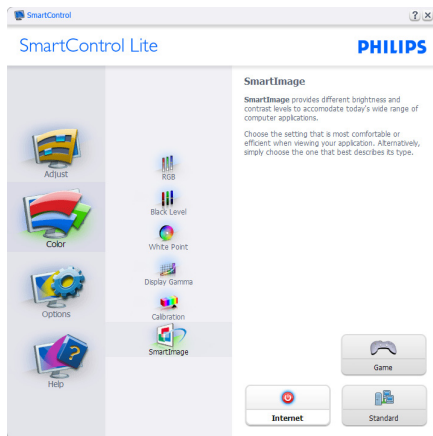 SmartControl
? X
SmartControl Lite
PHILIPS
Adjust
Color
Options
Help
RGB
Black Level
White Point
Display Gamma
Calibration
SmartImage
SmartImage
SmartImage provides different brightness and
contrast levels to accomodate today's wide range of
computer applications.
Choose the setting that is most comfortable or
efficient when viewing your application. Alternatively,
simply choose the one that best describes its type.
Game
Internet
Standard